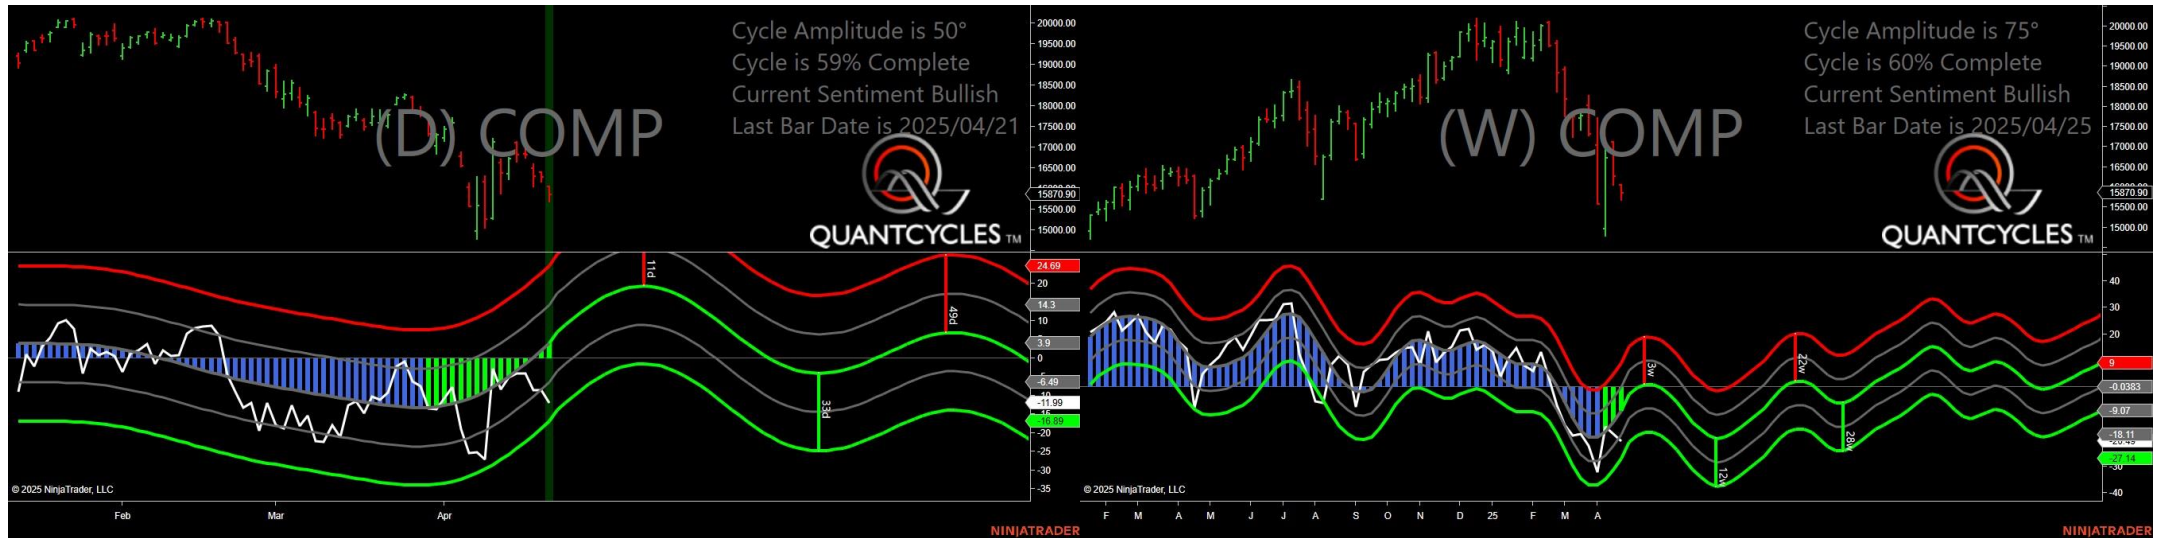 Cycle Amplitude is 50°
Cycle is 59% Complete
Current Sentiment Bullish
Last Bar Date is 2025/04/21
(D) COMP
QUANTCYCLES TM
20000.00
19500.00
19000.00
18500.00
18000.00
17500.00
17000.00
16500.00
15870.90
15500.00
15000.00
11d
49d
33d
24.69
20
14.3
10
3.9
0
-6.49
-11.99
-16.89
-20
-25
-30
-35
© 2025 NinjaTrader, LLC
Feb
Mar
Apr
NINJATRADER
Cycle Amplitude is 75°
Cycle is 60% Complete
Current Sentiment Bullish
Last Bar Date is 2025/04/25
(W) COMP
QUANTCYCLES TM
20000.00
19500.00
19000.00
18500.00
18000.00
17500.00
17000.00
16500.00
15870.90
15500.00
15000.00
3w
22w
12w
28w
40
30
20
9
-0.0383
-9.07
-18.11
-27.14
-30
-40
© 2025 NinjaTrader, LLC
F M A M J J A S O N D 25 F M A
NINJATRADER